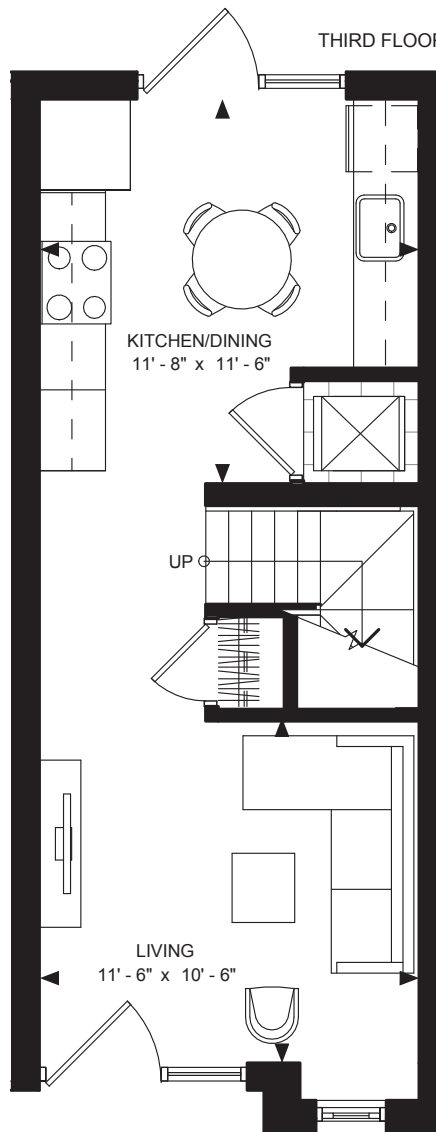 THIRD FLOOR
KITCHEN/DINING
11' - 8" x 11' - 6"
UP
LIVING
11' - 6" x 10' - 6"